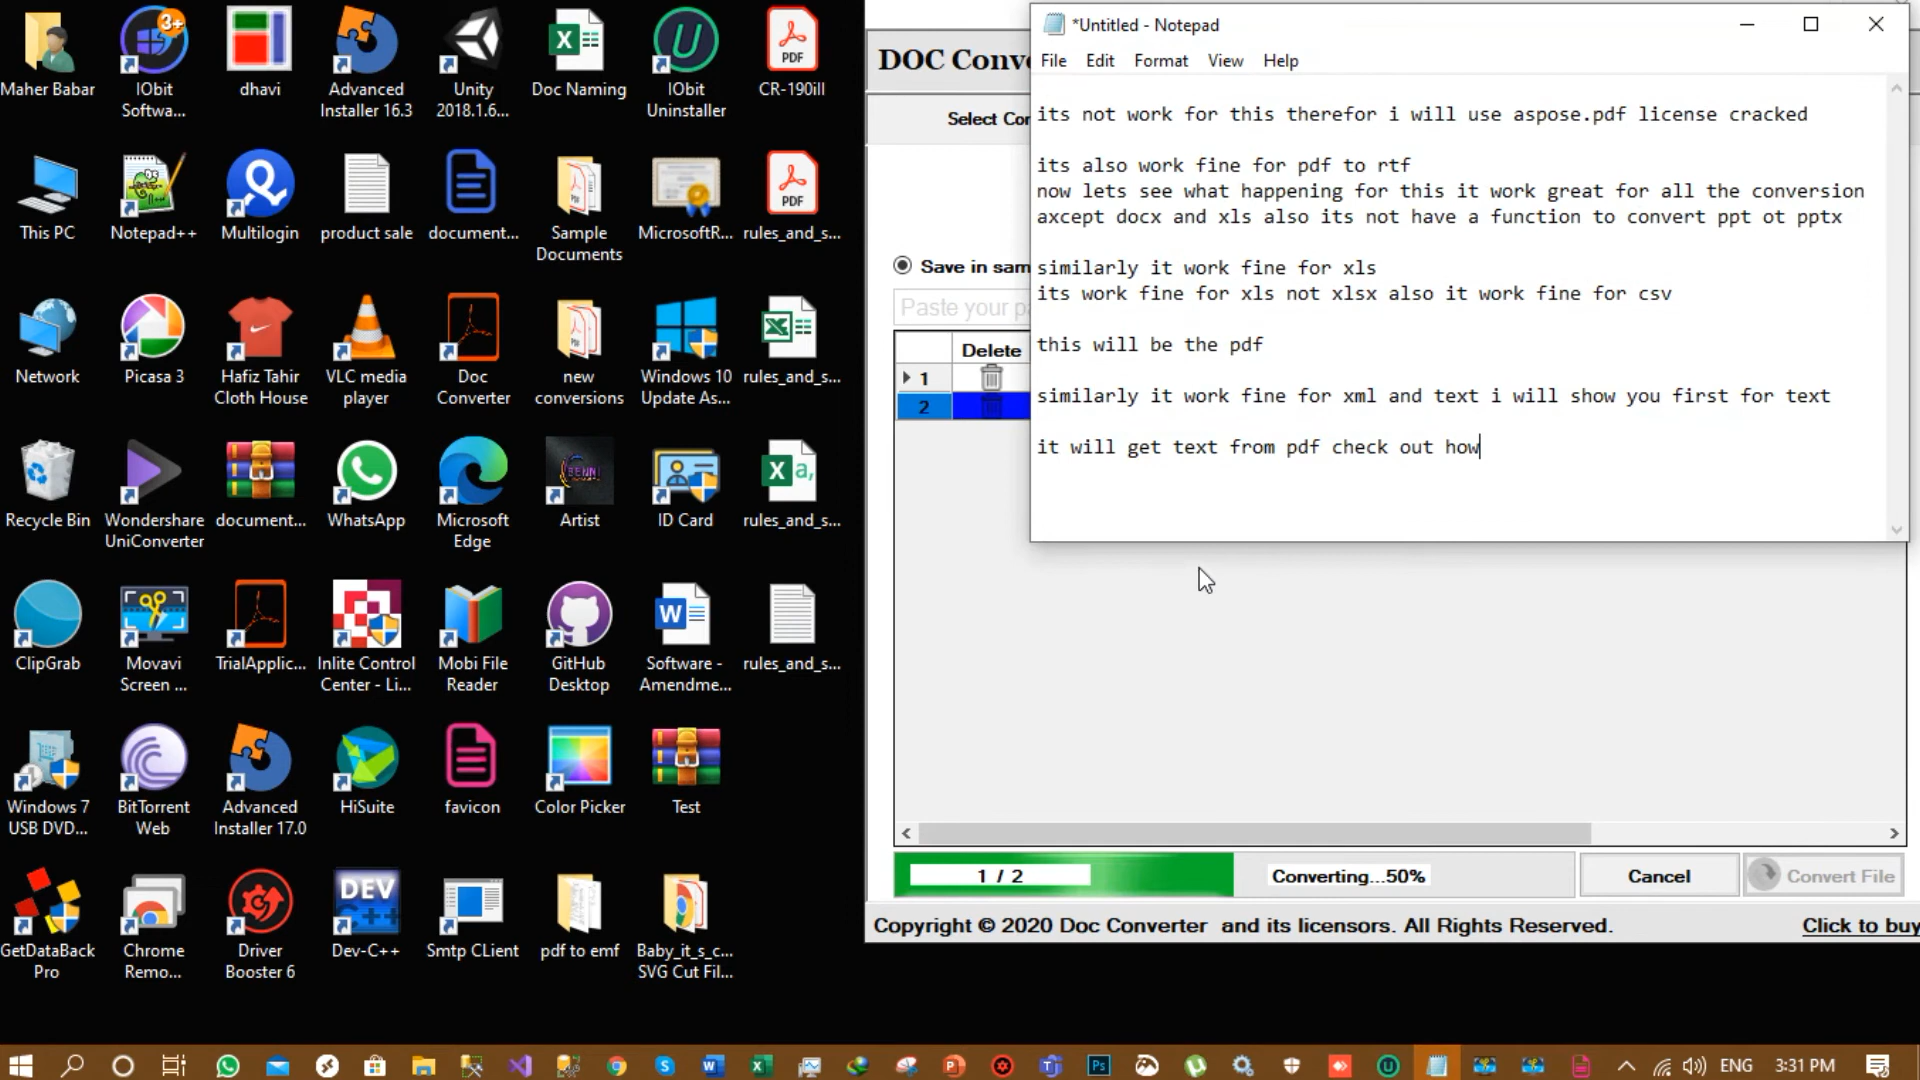 Maher Babar
IObit
Softwa...
3+
dhavi
Advanced
Installer 16.3
Unity
2018.1.6...
Doc Naming
IObit
Uninstaller
PDF
CR-190ill
This PC
Notepad++
Multilogin
product sale
document...
Sample
Documents
MicrosoftR...
PDF
rules_and_s...
Network
Picasa 3
Hafiz Tahir
Cloth House
VLC media
player
Doc
Converter
new
conversions
Windows 10
Update As...
rules_and_s...
Recycle Bin
Wondershare
UniConverter
document...
WhatsApp
Microsoft
Edge
Artist
ID Card
rules_and_s...
ClipGrab
Movavi
Screen ...
TrialApplic...
Inlite Control
Center - Li...
Mobi File
Reader
GitHub
Desktop
Software -
Amendme...
rules_and_s...
Windows 7
USB DVD...
BitTorrent
Web
Advanced
Installer 17.0
HiSuite
favicon
Color Picker
Test
GetDataBack
Pro
Chrome
Remo...
Driver
Booster 6
DEV
C++
Dev-C++
Smtp CLient
pdf to emf
Baby_it_s_c...
SVG Cut Fil...
DOC Conv
Select Con
Save in sam
Paste your pa
Delete
1
2
*Untitled - Notepad
File Edit Format View Help
its not work for this therefor i will use aspose.pdf license cracked
its also work fine for pdf to rtf
now lets see what happening for this it work great for all the conversion
axcept docx and xls also its not have a function to convert ppt ot pptx
similarly it work fine for xls
its work fine for xls not xlsx also it work fine for csv
this will be the pdf
similarly it work fine for xml and text i will show you first for text
it will get text from pdf check out how
1 / 2
Converting...50%
Cancel
Convert File
Copyright © 2020 Doc Converter and its licensors. All Rights Reserved.
Click to buy
ENG
3:31 PM